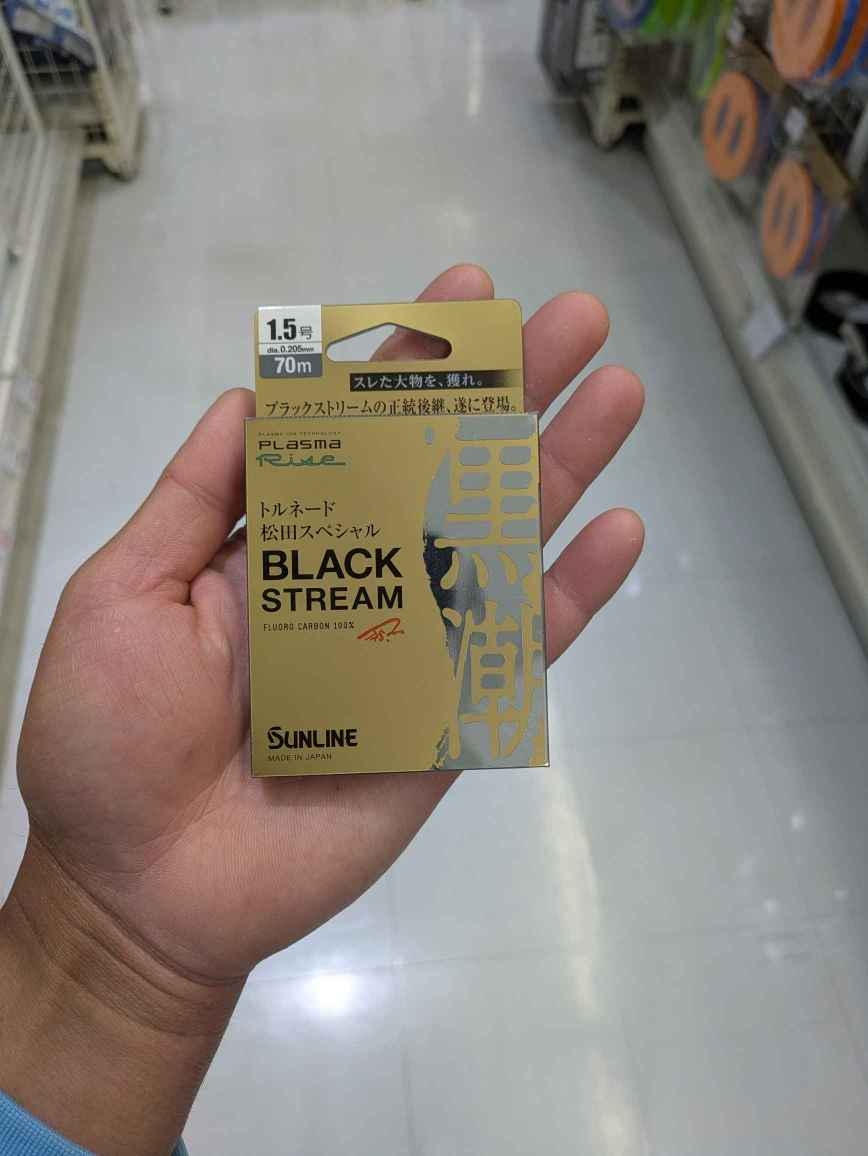 1.5号
dia.0.205mm
70m
スレた大物を、獲れ。
ブラックストリームの正統後継、遂に登場。
PLASMA ION TECHNOLOGY
PLasma
Rise
トルネード
松田スペシャル
BLACK
STREAM
FLUORO CARBON 100%
黒潮
SUNLINE
MADE IN JAPAN